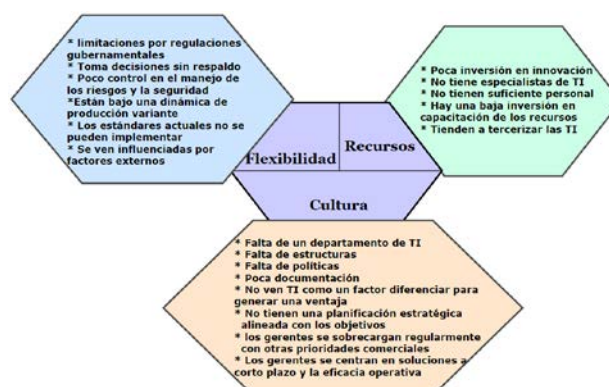 * limitaciones por regulaciones
gubernamentales
* Toma decisiones sin respaldo
* Poco control en el manejo de
los riesgos y la seguridad
*Están bajo una dinámica de
producción variante
* Los estándares actuales no se
pueden implementar
* Se ven influenciadas por
factores externos
* Poca inversión en innovación
* No tiene especialistas de TI
* No tienen suficiente personal
* Hay una baja inversión en
capacitación de los recursos
* Tienden a tercerizar las TI
Flexibilidad
Recursos
Cultura
* Falta de un departamento de TI
* Falta de estructuras
* Falta de políticas
* Poca documentación
* No ven TI como un factor diferenciar para
generar una ventaja
* No tienen una planificación estratégica
alineada con los objetivos
* los gerentes se sobrecargan regularmente
con otras prioridades comerciales
* Los gerentes se centran en soluciones a
corto plazo y la eficacia operativa